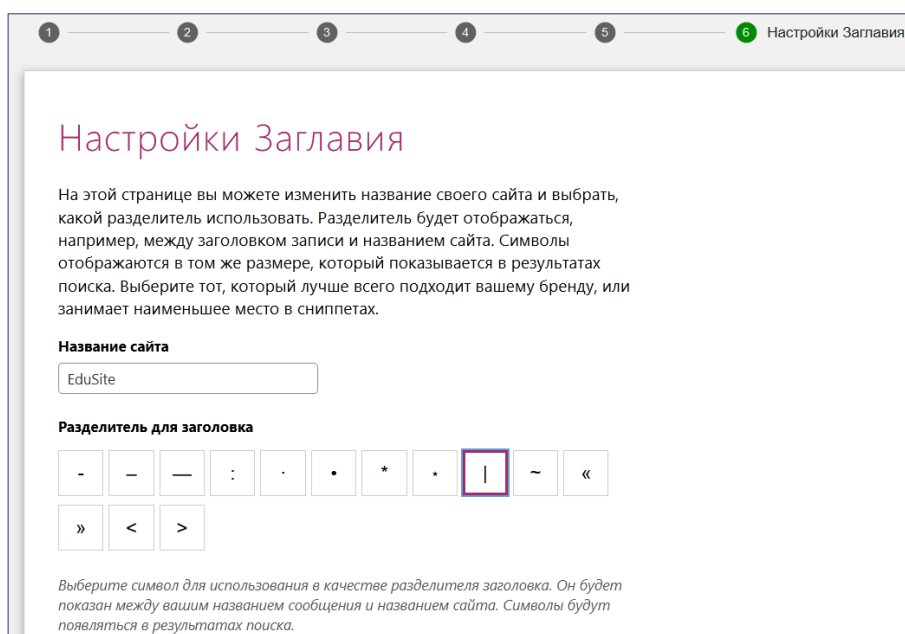 1 2 3 4 5 6 Настройки Заглавия
Настройки Заглавия
На этой странице вы можете изменить название своего сайта и выбрать,
какой разделитель использовать. Разделитель будет отображаться,
например, между заголовком записи и названием сайта. Символы
отображаются в том же размере, который показывается в результатах
поиска. Выберите тот, который лучше всего подходит вашему бренду, или
занимает наименьшее место в сниппетах.
Название сайта
EduSite
Разделитель для заголовка
- – — : · • * ⋆ | ~ «
» < >
Выберите символ для использования в качестве разделителя заголовка. Он будет
показан между вашим названием сообщения и названием сайта. Символы будут
появляться в результатах поиска.